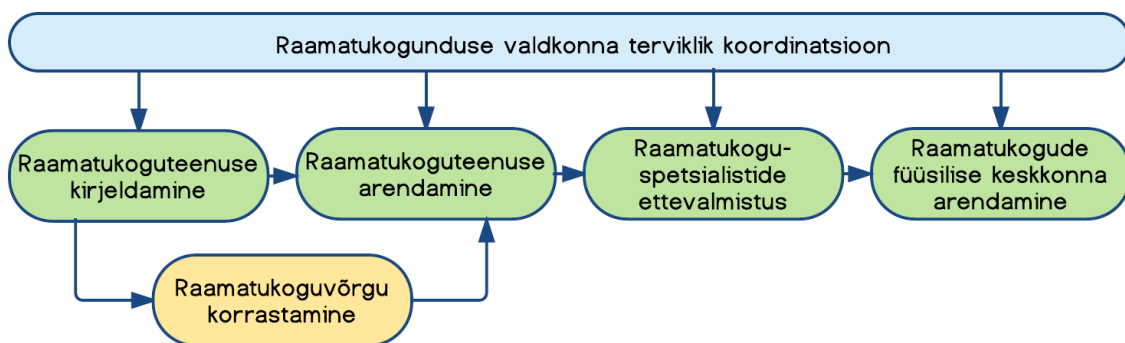 Raamatukogunduse valdkonna terviklik koordinatsioon
Raamatukoguteenuse
kirjeldamine
Raamatukoguteenuse
arendamine
Raamatukogu-
spetsialistide
ettevalmistus
Raamatukogude
füüsilise keskkonna
arendamine
Raamatukoguvõrgu
korrastamine